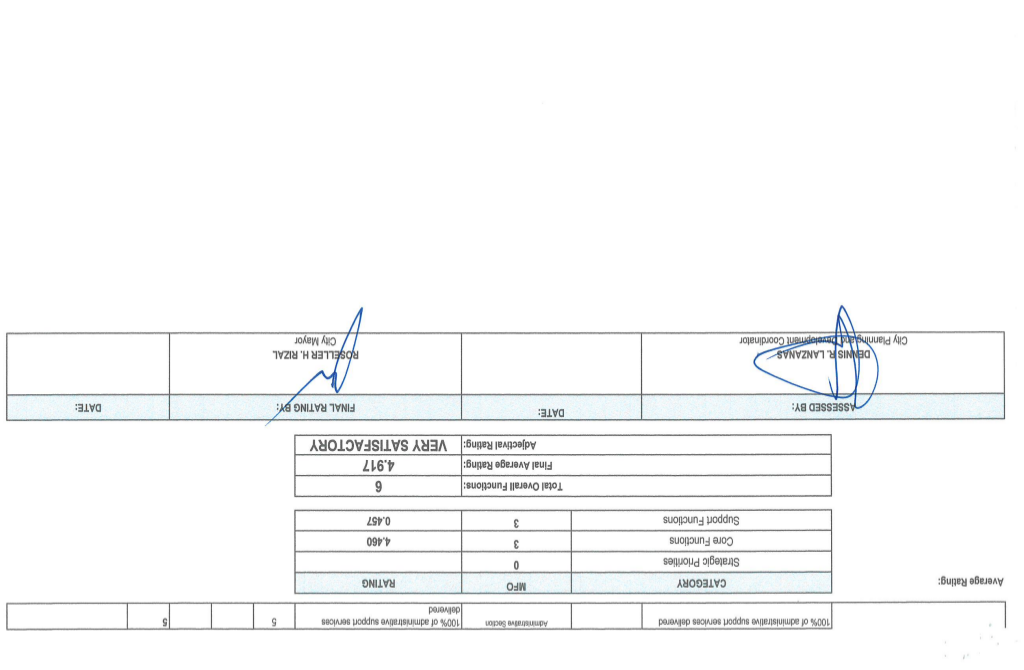 100% of administrative support services delivered Administrative Section 100% of administrative support services delivered 5 5
Average Rating:
CATEGORY MFO RATING
Strategic Priorities 0
Core Functions 3 4.460
Support Functions 3 0.457
Total Overall Functions: 6
Final Average Rating: 4.917
Adjectival Rating: VERY SATISFACTORY
ASSESSED BY: DATE: FINAL RATING BY: DATE:
DENNIS R. LANZANAS ROSELLER H. RIZAL
City Planning and Development Coordinator City Mayor